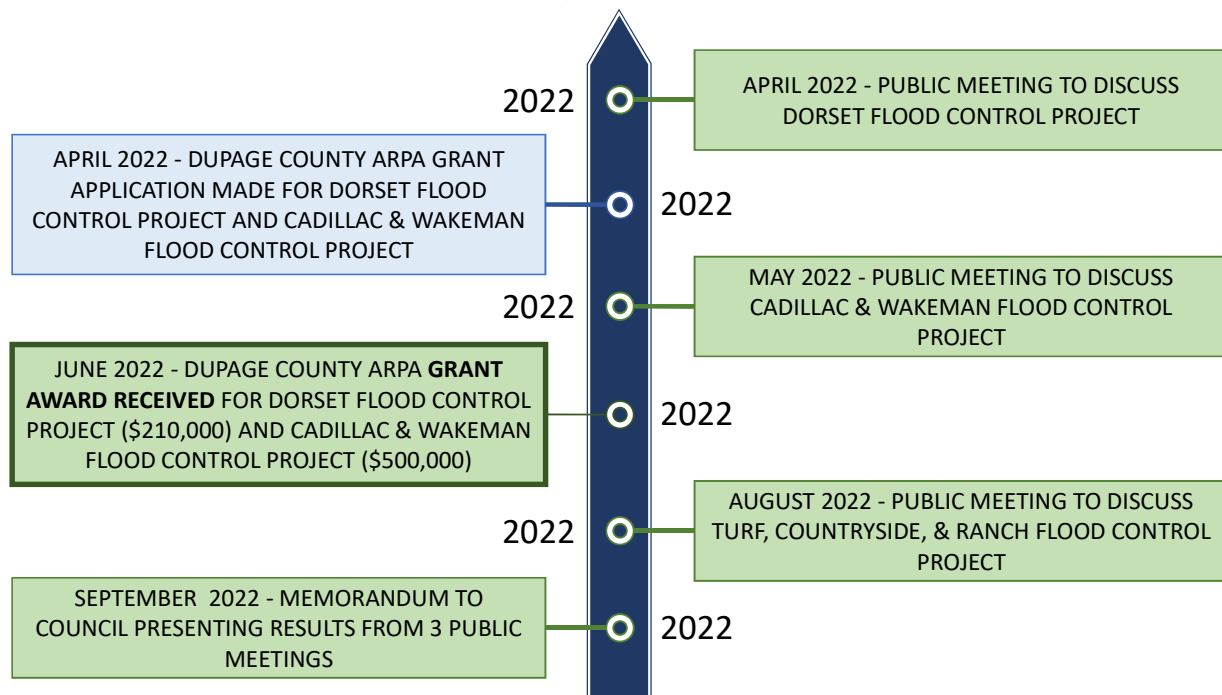 2022
APRIL 2022 - PUBLIC MEETING TO DISCUSS
DORSET FLOOD CONTROL PROJECT
APRIL 2022 - DUPAGE COUNTY ARPA GRANT
APPLICATION MADE FOR DORSET FLOOD
CONTROL PROJECT AND CADILLAC & WAKEMAN
FLOOD CONTROL PROJECT
2022
2022
MAY 2022 - PUBLIC MEETING TO DISCUSS
CADILLAC & WAKEMAN FLOOD CONTROL
PROJECT
JUNE 2022 - DUPAGE COUNTY ARPA GRANT
AWARD RECEIVED FOR DORSET FLOOD CONTROL
PROJECT ($210,000) AND CADILLAC & WAKEMAN
FLOOD CONTROL PROJECT ($500,000)
2022
2022
AUGUST 2022 - PUBLIC MEETING TO DISCUSS
TURF, COUNTRYSIDE, & RANCH FLOOD CONTROL
PROJECT
SEPTEMBER 2022 - MEMORANDUM TO
COUNCIL PRESENTING RESULTS FROM 3 PUBLIC
MEETINGS
2022